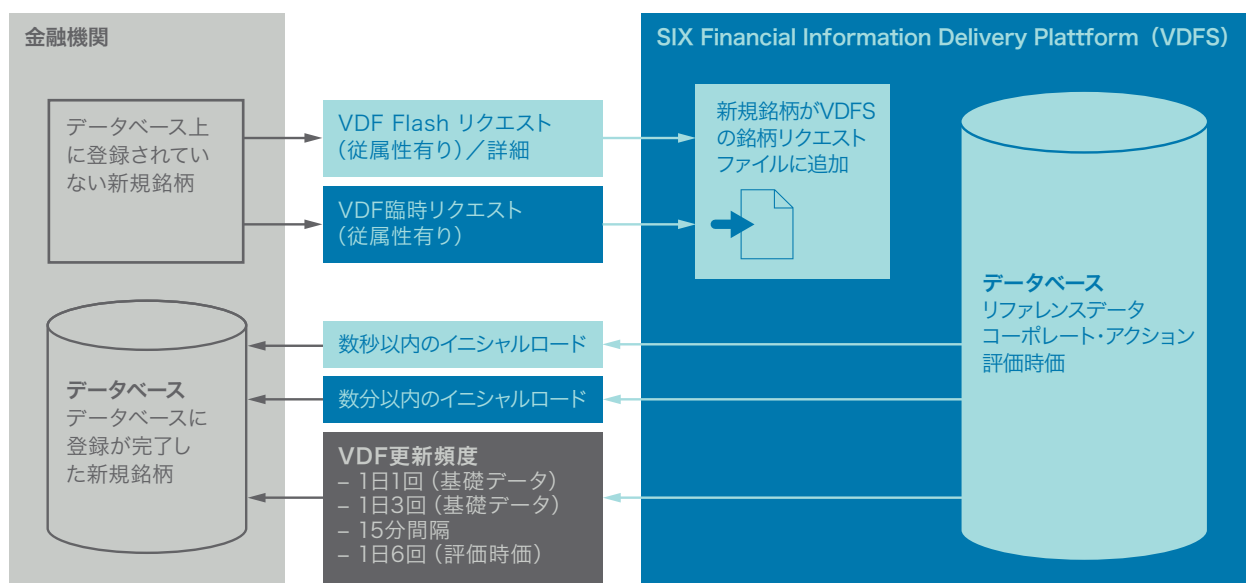 金融機関
SIX Financial Information Delivery Plattform（VDFS）
データベース上
に登録されてい
ない新規銘柄
VDF Flash リクエスト
（従属性有り）／詳細
VDF臨時リクエスト
（従属性有り）
新規銘柄がVDFS
の銘柄リクエスト
ファイルに追加
データベース
リファレンスデータ
コーポレート・アクション
評価時価
数秒以内のイニシャルロード
数分以内のイニシャルロード
データベース
データベースに
登録が完了し
た新規銘柄
VDF更新頻度
– 1日1回（基礎データ）
– 1日3回（基礎データ）
– 15分間隔
– 1日6回（評価時価）